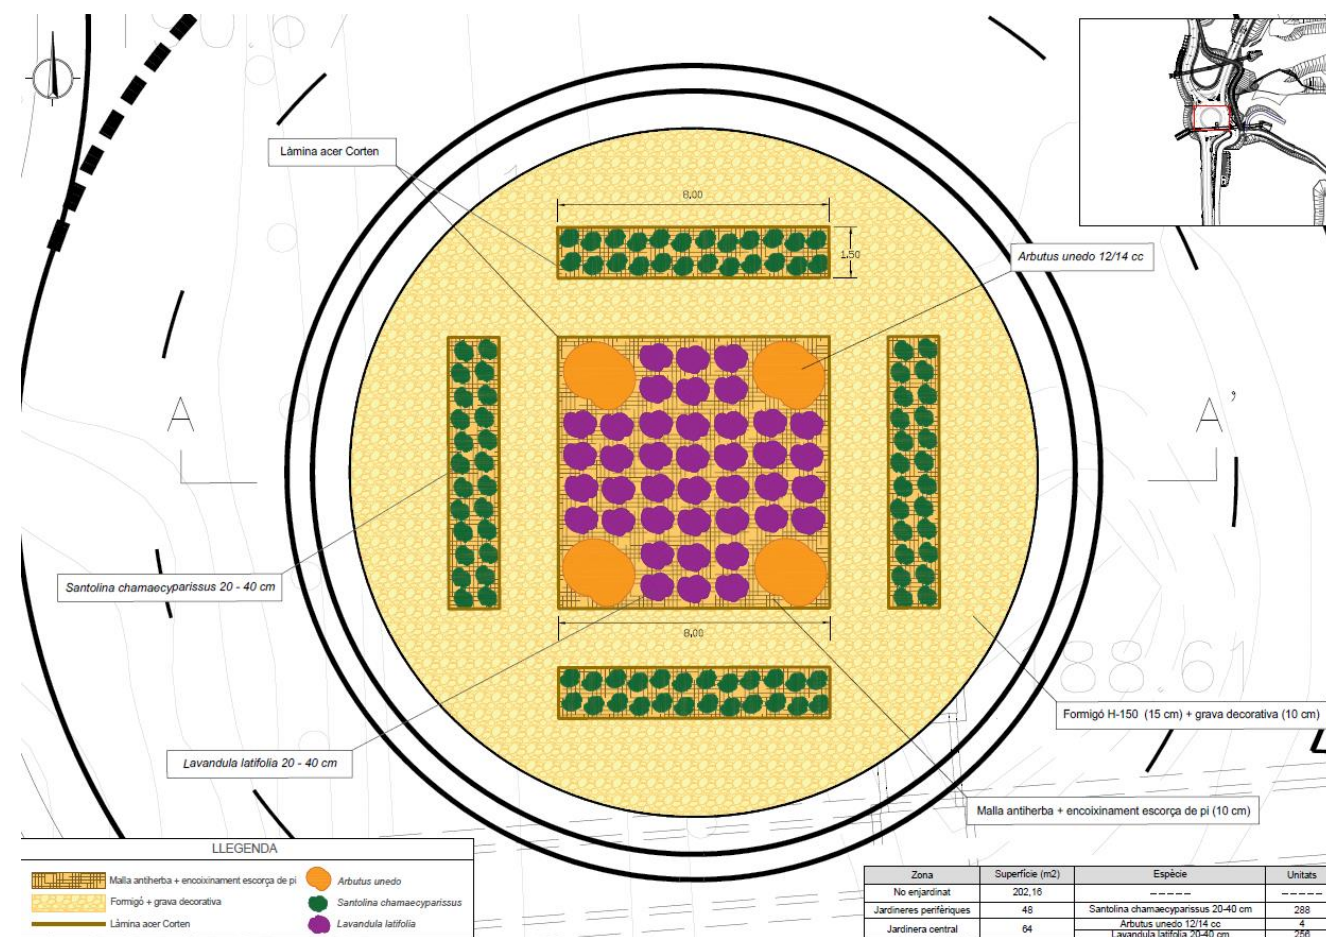 Làmina acer Corten
8,00
1,50
Arbutus unedo 12/14 cc
A
A'
Santolina chamaecyparissus 20 - 40 cm
8,00
88.61
Formigó H-150 (15 cm) + grava decorativa (10 cm)
Lavandula latifolia 20 - 40 cm
Malla antiherba + encoixinament escorça de pi (10 cm)
LLEGENDA
Malla antiherba + encoixinament escorça de pi
Arbutus unedo
Formigó + grava decorativa
Santolina chamaecyparissus
Làmina acer Corten
Lavandula latifolia
Zona Superfície (m2) Espècie Unitats
No enjardinat 202,16 ----- -----
Jardineres perifèriques 48 Santolina chamaecyparissus 20-40 cm 288
Jardinera central 64 Arbutus unedo 12/14 cc 4
Lavandula latifolia 20-40 cm 256